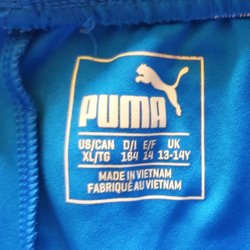 PUMA
US/CAN D/I E/F UK
XL/TG 164 14 13-14Y
MADE IN VIETNAM
FABRIQUÉ AU VIETNAM